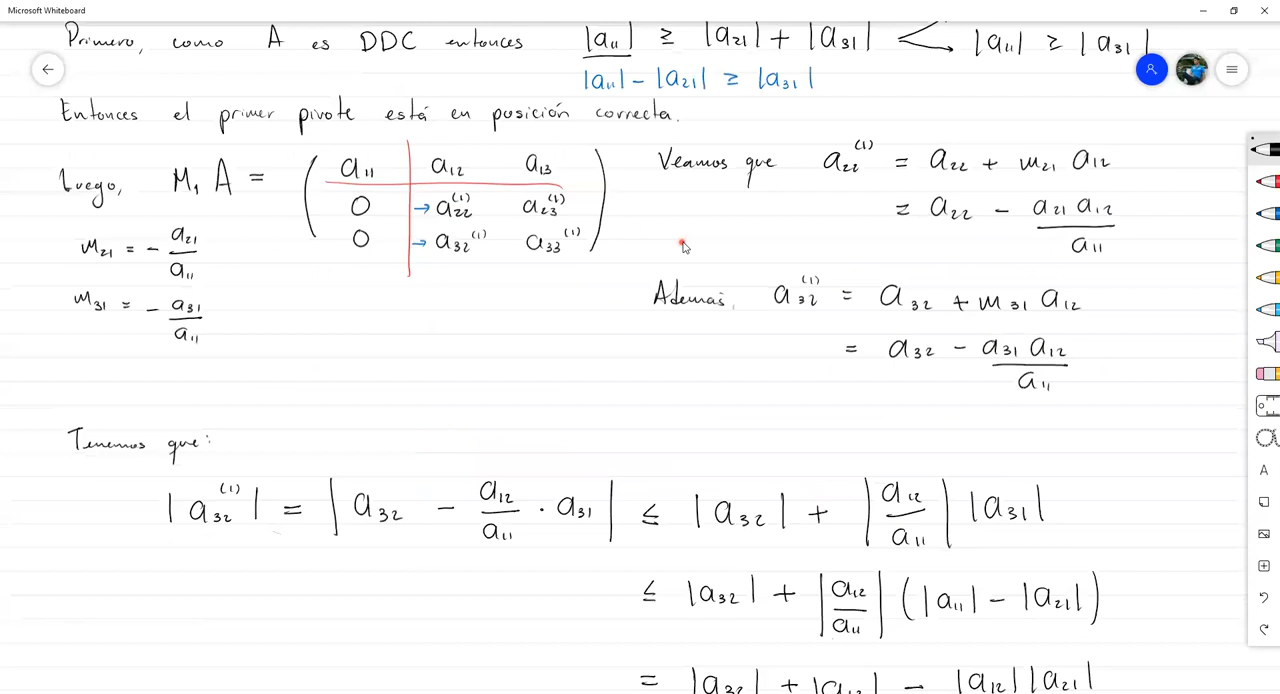 Microsoft Whiteboard
Primero, como A es DDC entonces |a₁₁| ≥ |a₂₁| + |a₃₁| |a₁₁| ≥ |a₃₁|
|a₁₁| - |a₂₁| ≥ |a₃₁|
Entonces el primer pivote está en posición correcta.
Luego, M₁ A = ( a₁₁ a₁₂ a₁₃
0 → a₂₂⁽¹⁾ a₂₃⁽¹⁾
0 → a₃₂⁽¹⁾ a₃₃⁽¹⁾ )
m₂₁ = - a₂₁ / a₁₁
m₃₁ = - a₃₁ / a₁₁
Veamos que a₂₂⁽¹⁾ = a₂₂ + m₂₁ a₁₂
= a₂₂ - a₂₁ a₁₂ / a₁₁
Además, a₃₂⁽¹⁾ = a₃₂ + m₃₁ a₁₂
= a₃₂ - a₃₁ a₁₂ / a₁₁
Tenemos que:
|a₃₂⁽¹⁾| = |a₃₂ - a₁₂ / a₁₁ · a₃₁| ≤ |a₃₂| + |a₁₂ / a₁₁| |a₃₁|
≤ |a₃₂| + |a₁₂ / a₁₁| (|a₁₁| - |a₂₁|)
= |a₃₂| + |a₁₂| - |a₁₂||a₂₁|